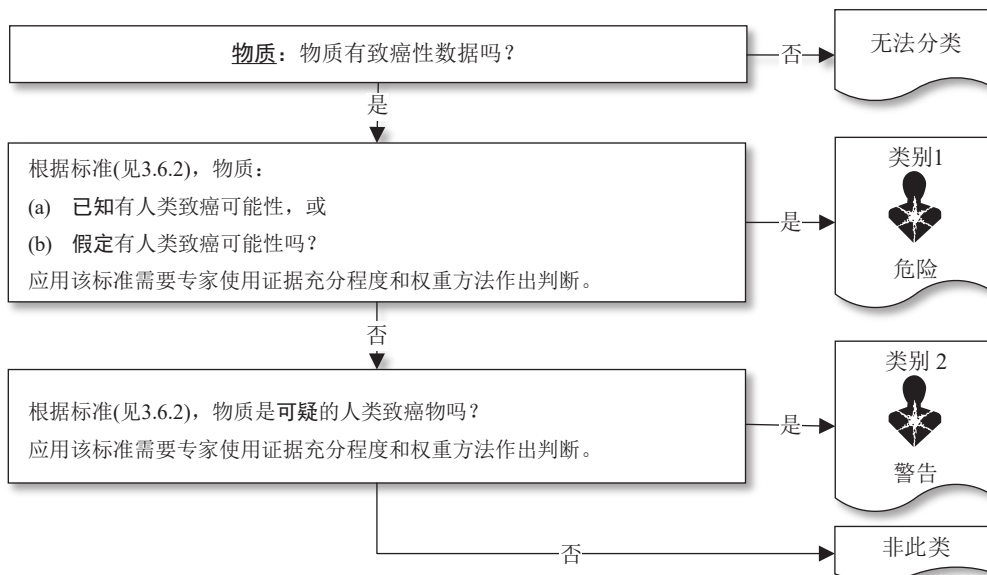 物质：物质有致癌性数据吗？
否
无法分类
是
根据标准(见3.6.2)，物质：
(a) 已知有人类致癌可能性，或
(b) 假定有人类致癌可能性吗？
应用该标准需要专家使用证据充分程度和权重方法作出判断。
是
类别1
危险
否
根据标准(见3.6.2)，物质是可疑的人类致癌物吗？
应用该标准需要专家使用证据充分程度和权重方法作出判断。
是
类别 2
警告
否
非此类